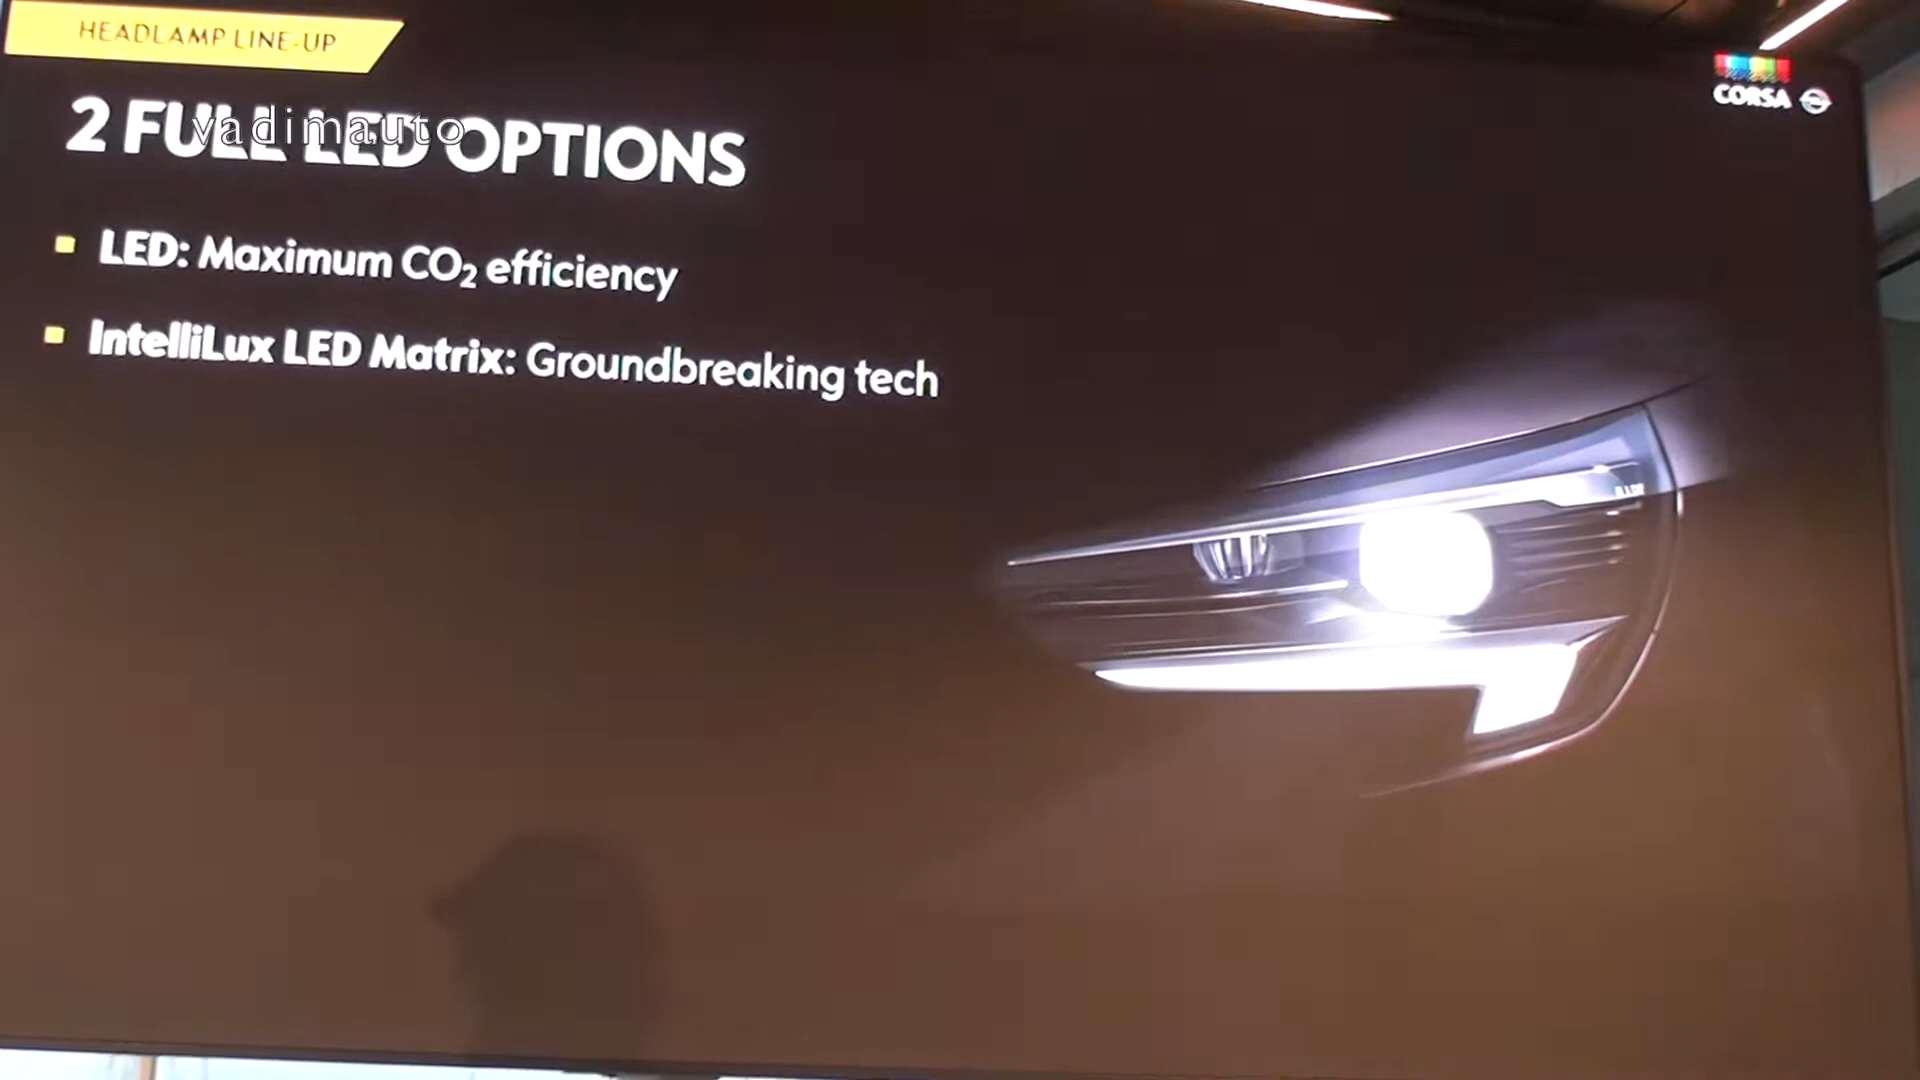 HEADLAMP LINE-UP
2 FULL LED OPTIONS
vadimauto
LED: Maximum CO₂ efficiency
IntelliLux LED Matrix: Groundbreaking tech
CORSA